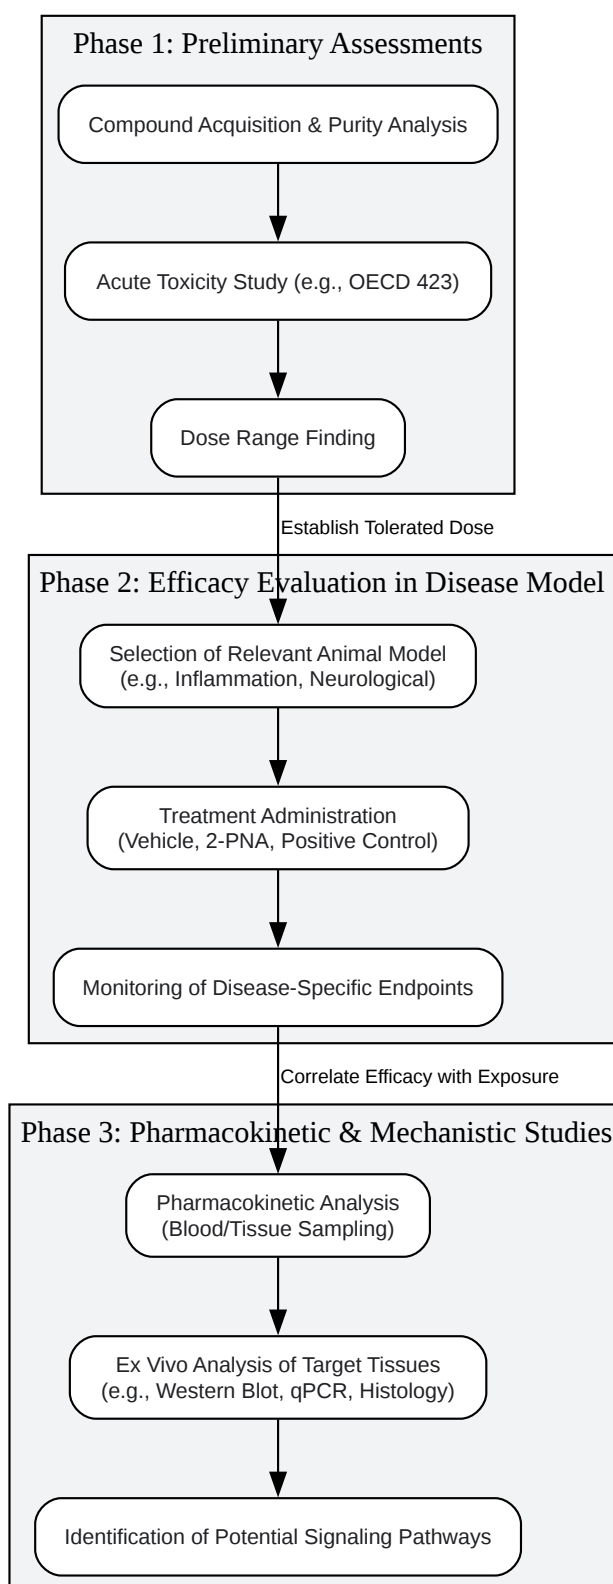 Phase 1: Preliminary Assessments
Compound Acquisition & Purity Analysis
Acute Toxicity Study (e.g., OECD 423)
Dose Range Finding
Establish Tolerated Dose
Phase 2: Efficacy Evaluation in Disease Model
Selection of Relevant Animal Model
(e.g., Inflammation, Neurological)
Treatment Administration
(Vehicle, 2-PNA, Positive Control)
Monitoring of Disease-Specific Endpoints
Correlate Efficacy with Exposure
Phase 3: Pharmacokinetic & Mechanistic Studies
Pharmacokinetic Analysis
(Blood/Tissue Sampling)
Ex Vivo Analysis of Target Tissues
(e.g., Western Blot, qPCR, Histology)
Identification of Potential Signaling Pathways